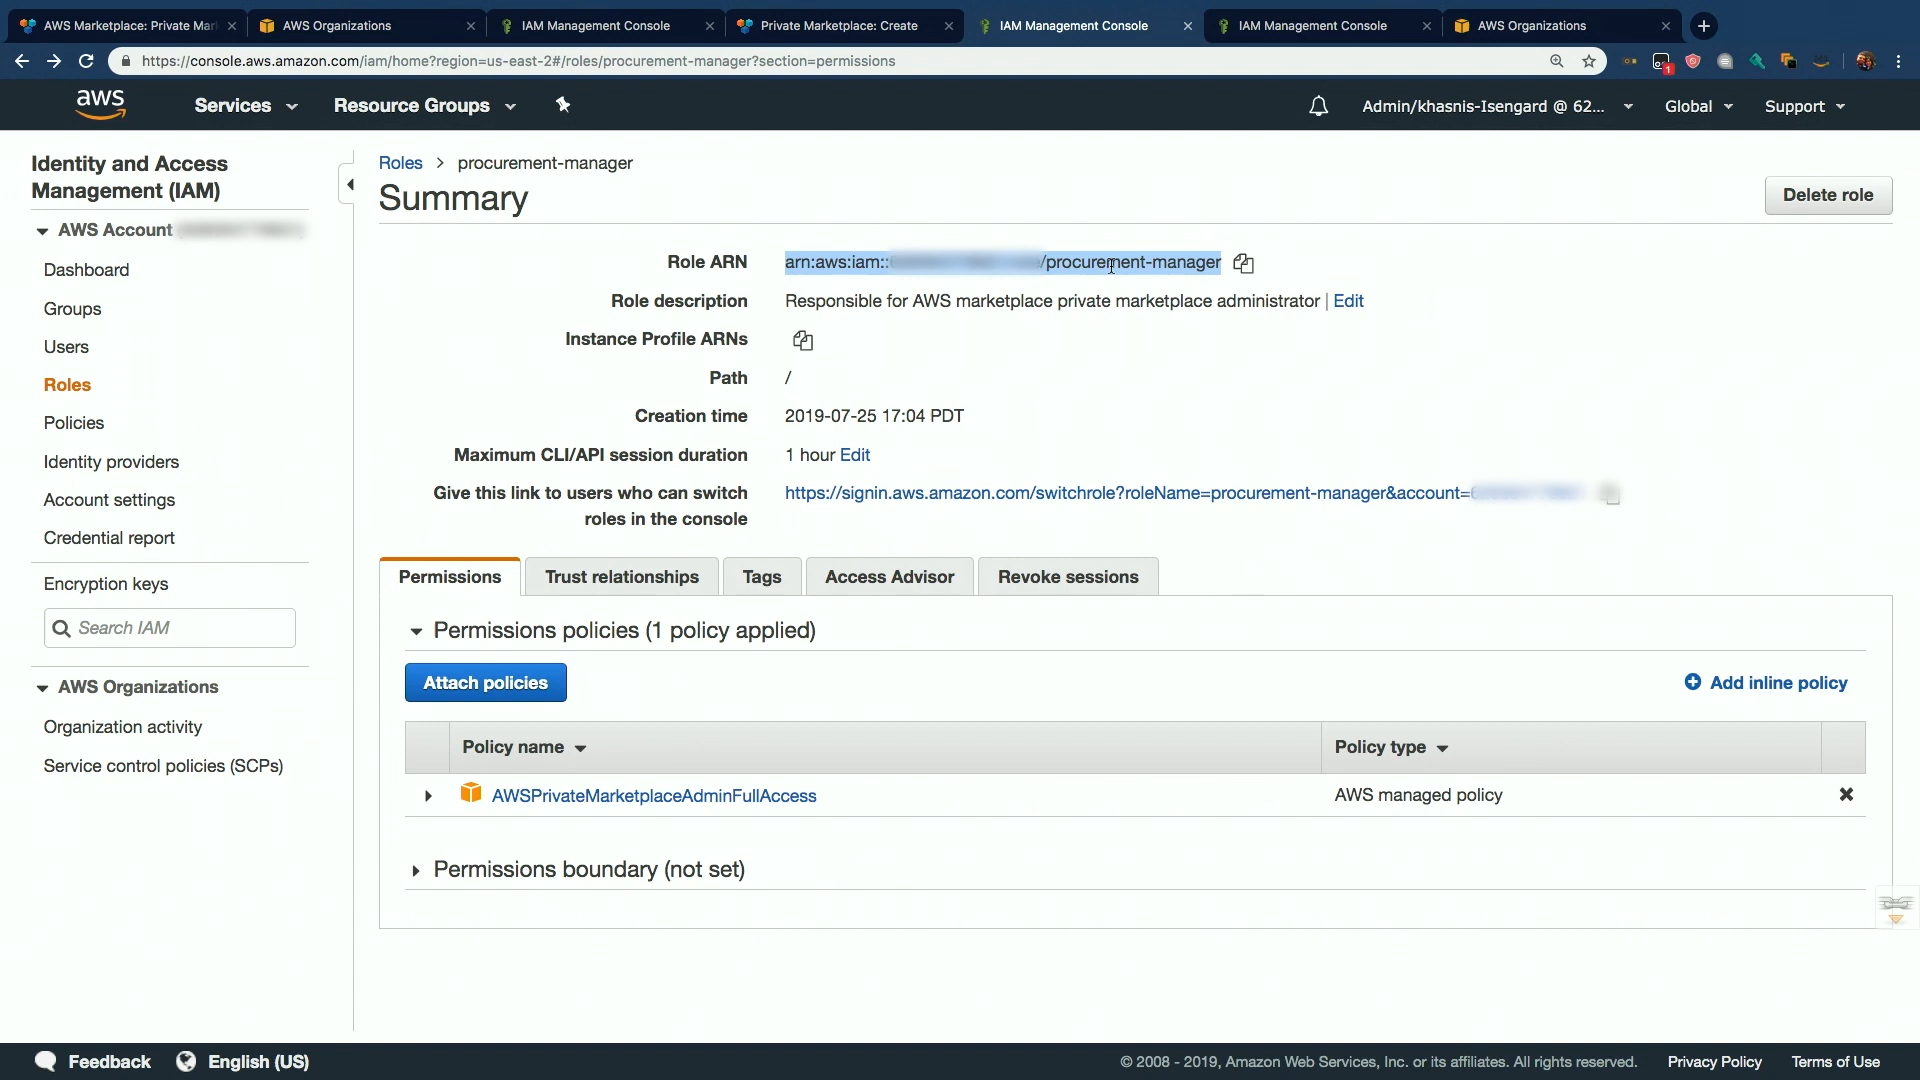 AWS Marketplace: Private Mar
AWS Organizations
IAM Management Console
Private Marketplace: Create
IAM Management Console
IAM Management Console
AWS Organizations
https://console.aws.amazon.com/iam/home?region=us-east-2#/roles/procurement-manager?section=permissions
1
aws
Services
Resource Groups
Admin/khasnis-Isengard @ 62...
Global
Support
Identity and Access
Management (IAM)
AWS Account
Dashboard
Groups
Users
Roles
Policies
Identity providers
Account settings
Credential report
Encryption keys
Search IAM
AWS Organizations
Organization activity
Service control policies (SCPs)
Roles > procurement-manager
Summary
Delete role
Role ARN arn:aws:iam:: /procurement-manager
Role description Responsible for AWS marketplace private marketplace administrator | Edit
Instance Profile ARNs
Path /
Creation time 2019-07-25 17:04 PDT
Maximum CLI/API session duration 1 hour Edit
Give this link to users who can switch https://signin.aws.amazon.com/switchrole?roleName=procurement-manager&account=
roles in the console
Permissions
Trust relationships
Tags
Access Advisor
Revoke sessions
Permissions policies (1 policy applied)
Attach policies
Add inline policy
Policy name
Policy type
AWSPrivateMarketplaceAdminFullAccess
AWS managed policy
Permissions boundary (not set)
Feedback
English (US)
© 2008 - 2019, Amazon Web Services, Inc. or its affiliates. All rights reserved.
Privacy Policy
Terms of Use